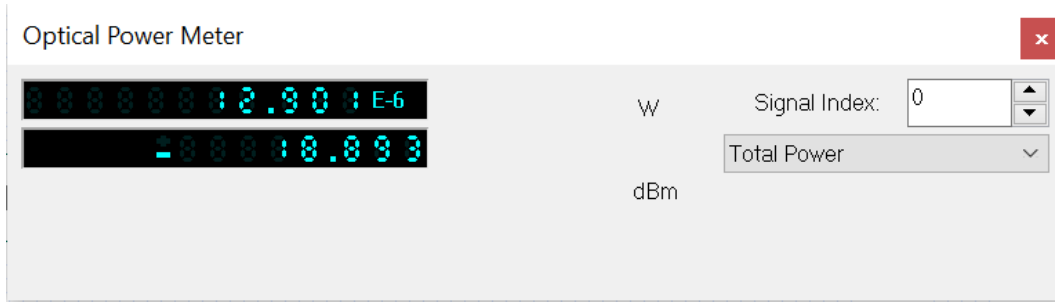 Optical Power Meter
x
12.901 E-6
W
Signal Index:
0
Total Power
-18.893
dBm